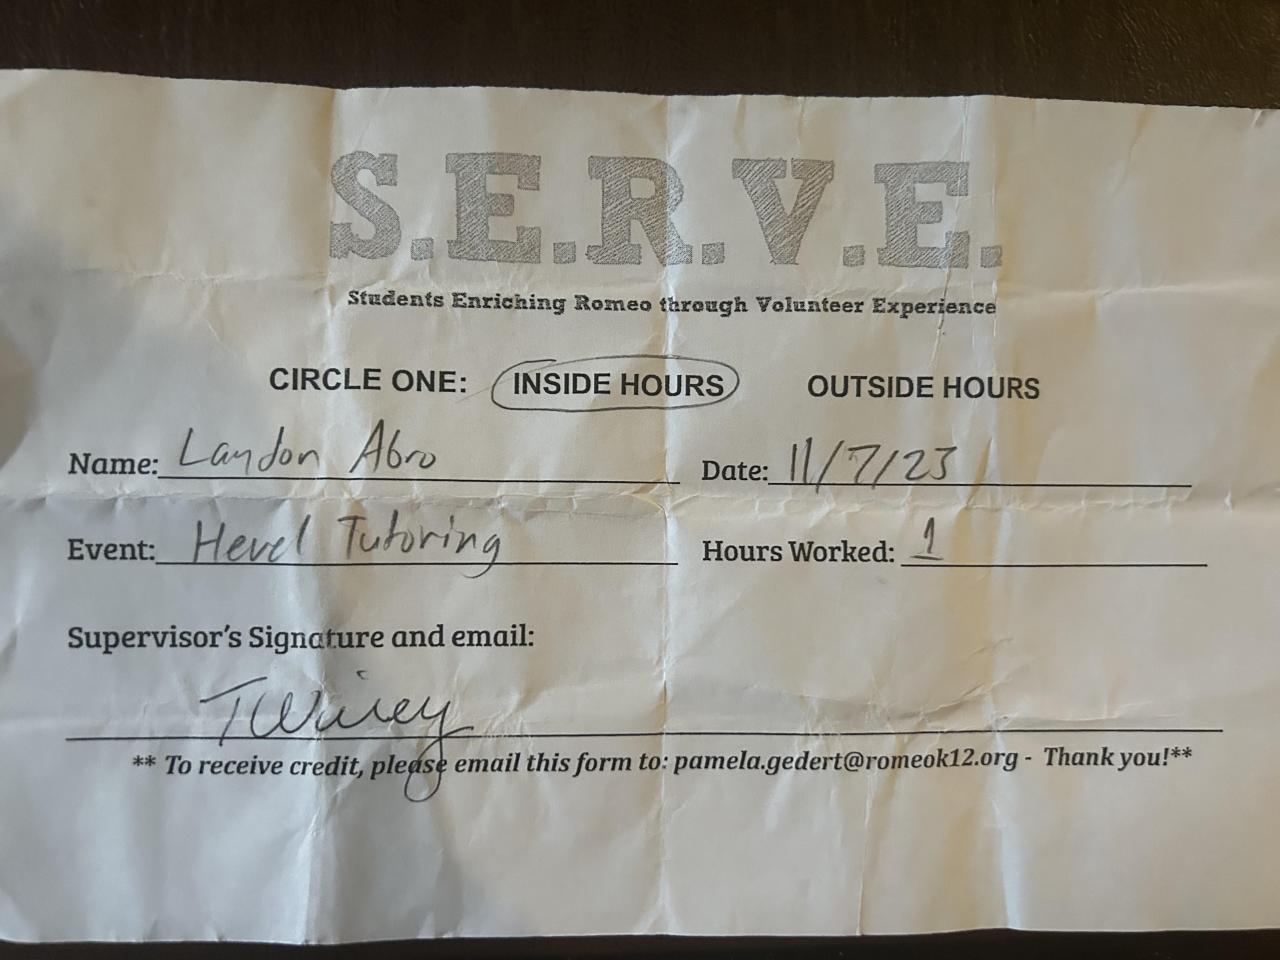 S.E.R.V.E.
Students Enriching Romeo through Volunteer Experience
CIRCLE ONE: INSIDE HOURS OUTSIDE HOURS
Name: Landon Abro Date: 11/7/23
Event: Hevel Tutoring Hours Worked: 1
Supervisor's Signature and email:
TWilley
** To receive credit, please email this form to: pamela.gedert@romeok12.org - Thank you!**